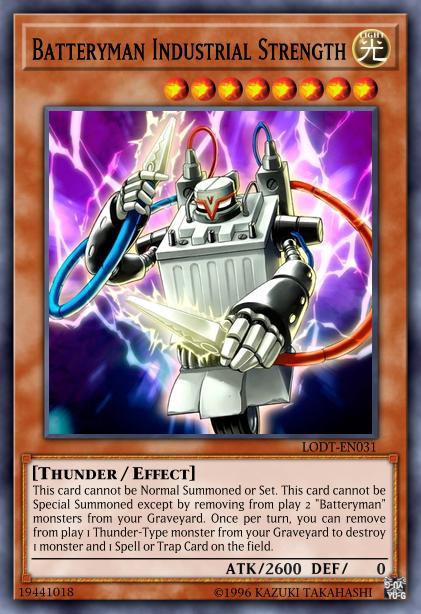 BATTERYMAN INDUSTRIAL STRENGTH
LIGHT
光
LODT-EN031
[THUNDER / EFFECT]
This card cannot be Normal Summoned or Set. This card cannot be
Special Summoned except by removing from play 2 "Batteryman"
monsters from your Graveyard. Once per turn, you can remove
from play 1 Thunder-Type monster from your Graveyard to destroy
1 monster and 1 Spell or Trap Card on the field.
ATK/2600 DEF/ 0
19441018
©1996 KAZUKI TAKAHASHI